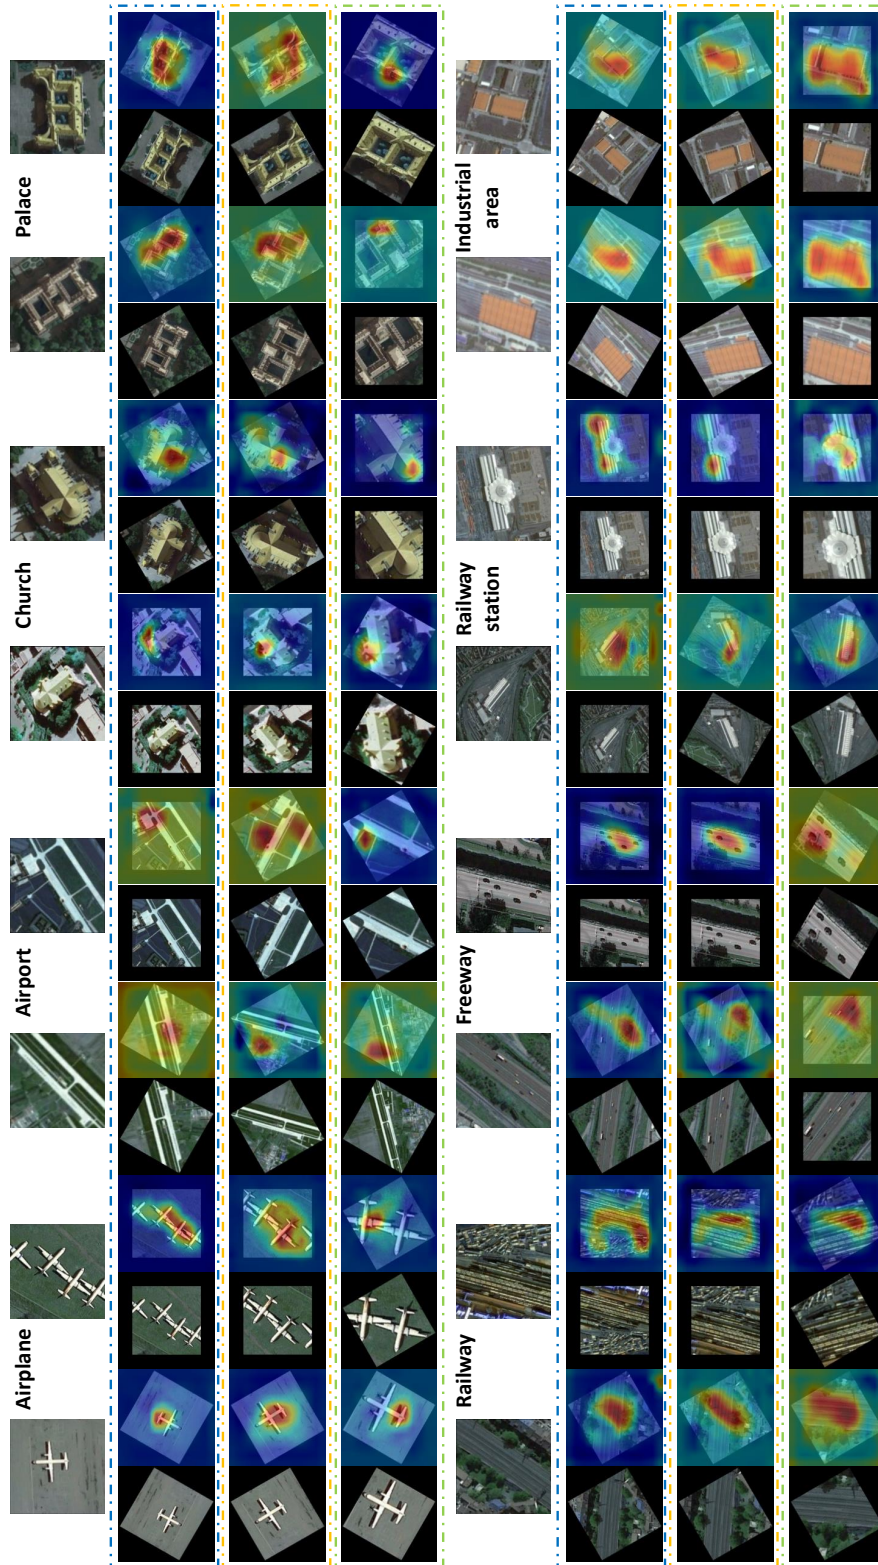 Airplane
Airport
Church
Palace
Railway
Freeway
Railway
station
Industrial
area